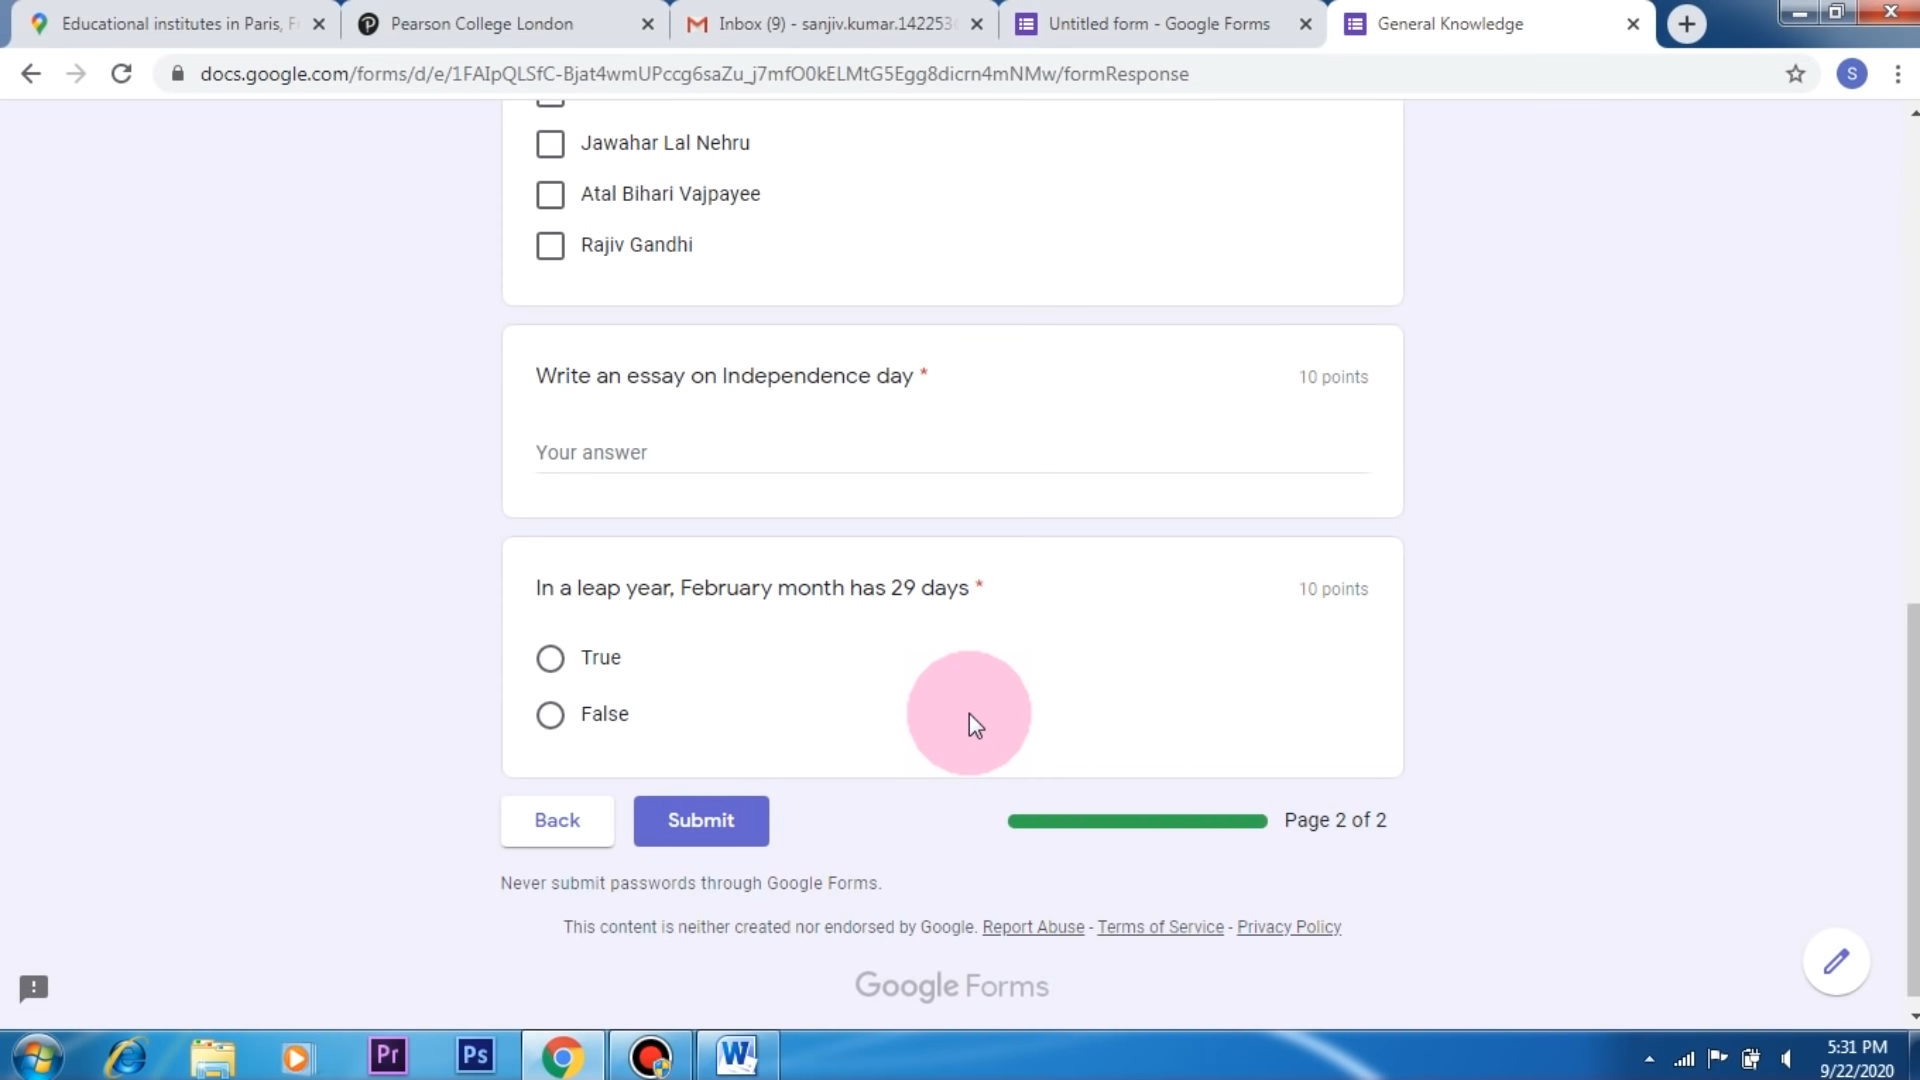 Educational institutes in Paris, F
Pearson College London
Inbox (9) - sanjiv.kumar.142253
Untitled form - Google Forms
General Knowledge
docs.google.com/forms/d/e/1FAIpQLSfC-Bjat4wmUPccg6saZu_j7mfO0kELMtG5Egg8dicrn4mNMw/formResponse
S
Jawahar Lal Nehru
Atal Bihari Vajpayee
Rajiv Gandhi
Write an essay on Independence day *
10 points
Your answer
In a leap year, February month has 29 days *
10 points
True
False
Back
Submit
Page 2 of 2
Never submit passwords through Google Forms.
This content is neither created nor endorsed by Google. Report Abuse - Terms of Service - Privacy Policy
Google Forms
Pr
Ps
W
5:31 PM
9/22/2020